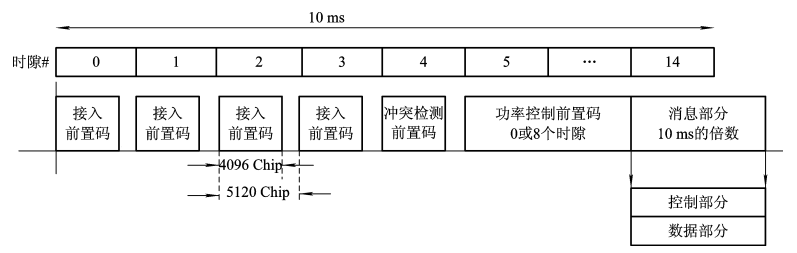 10 ms
时隙# 0 1 2 3 4 5 … 14
接入
前置码
接入
前置码
接入
前置码
接入
前置码
冲突检测
前置码
功率控制前置码
0或8个时隙
消息部分
10 ms的倍数
4096 Chip
5120 Chip
控制部分
数据部分